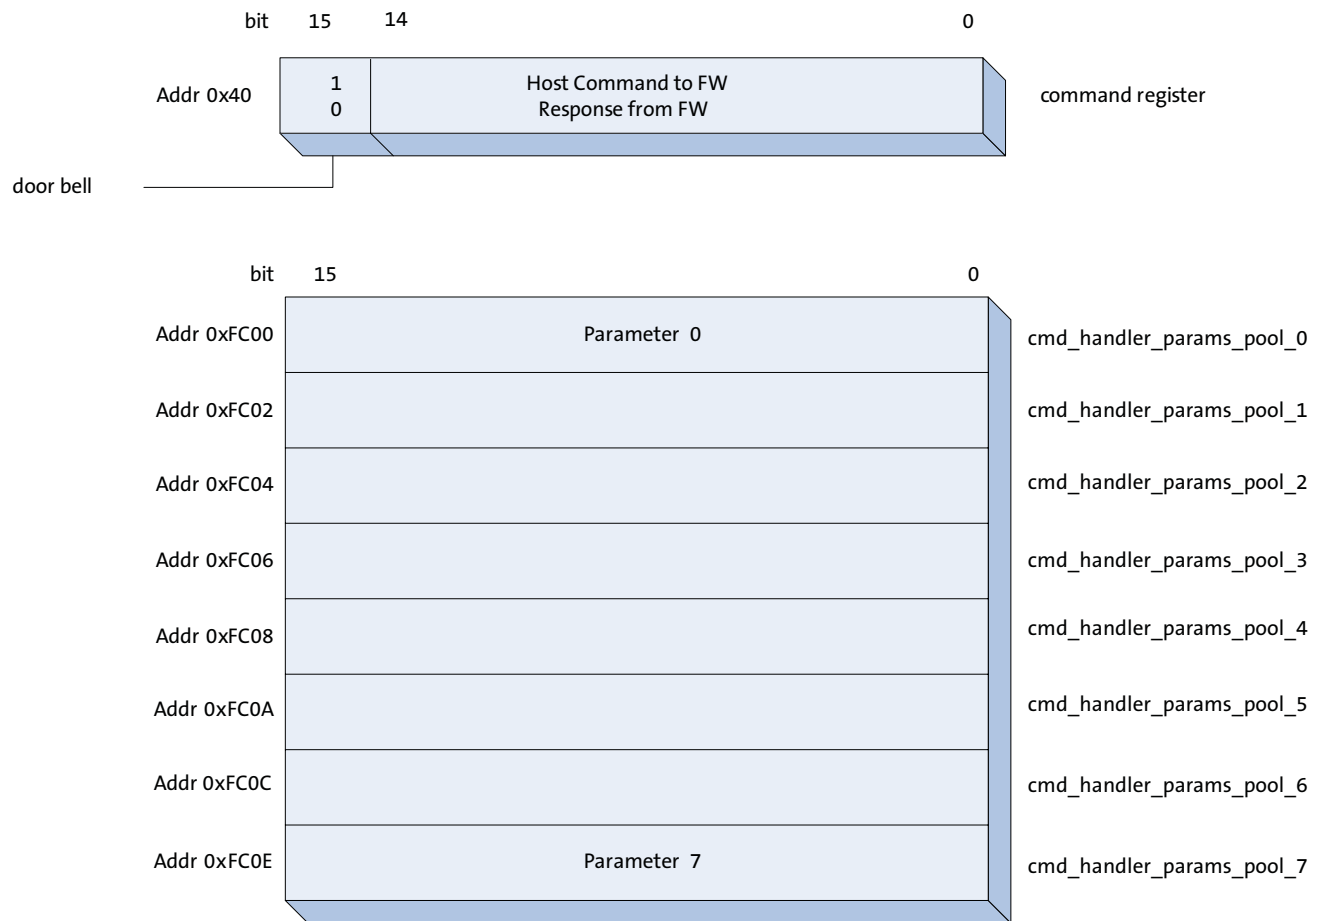 bit 15 14 0
Addr 0x40 1 Host Command to FW command register
0 Response from FW
door bell
bit 15 0
Addr 0xFC00 Parameter 0 cmd_handler_params_pool_0
Addr 0xFC02 cmd_handler_params_pool_1
Addr 0xFC04 cmd_handler_params_pool_2
Addr 0xFC06 cmd_handler_params_pool_3
Addr 0xFC08 cmd_handler_params_pool_4
Addr 0xFC0A cmd_handler_params_pool_5
Addr 0xFC0C cmd_handler_params_pool_6
Addr 0xFC0E Parameter 7 cmd_handler_params_pool_7